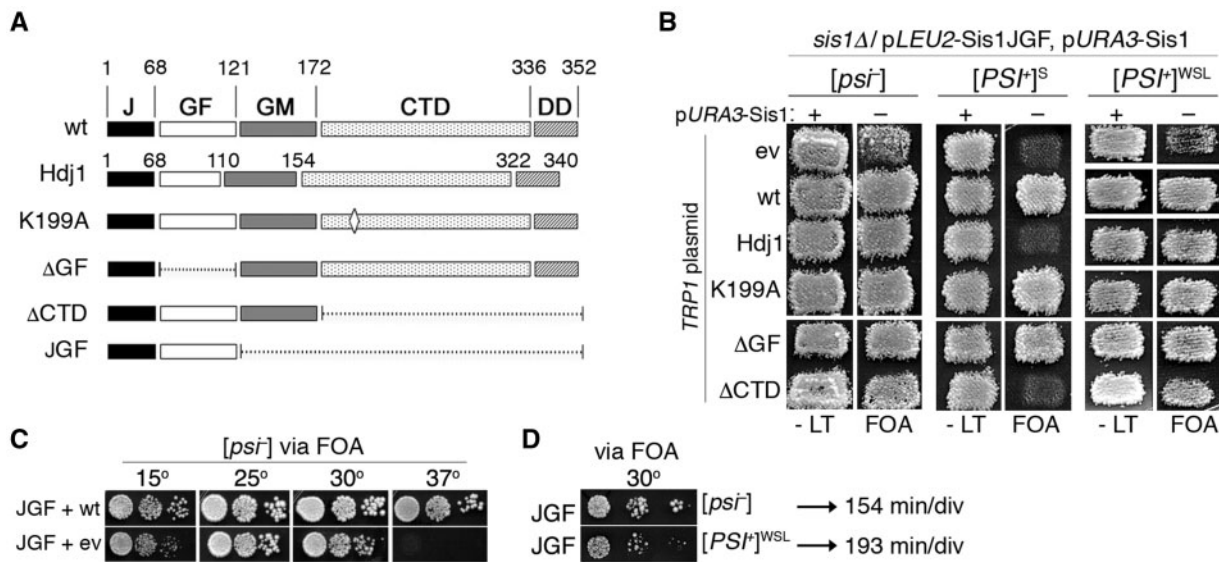 A
1 68 121 172 336 352
J GF GM CTD DD
wt
1 68 110 154 322 340
Hdj1
K199A
ΔGF
ΔCTD
JGF
B
sis1Δ/ pLEU2-Sis1JGF, pURA3-Sis1
[psi-] [PSI+]S [PSI+]WSL
pURA3-Sis1: + − + − + −
TRP1 plasmid
ev
wt
Hdj1
K199A
ΔGF
ΔCTD
- LT FOA - LT FOA - LT FOA
C
[psi-] via FOA
15° 25° 30° 37°
JGF + wt
JGF + ev
D
via FOA
30°
JGF [psi-] → 154 min/div
JGF [PSI+]WSL → 193 min/div